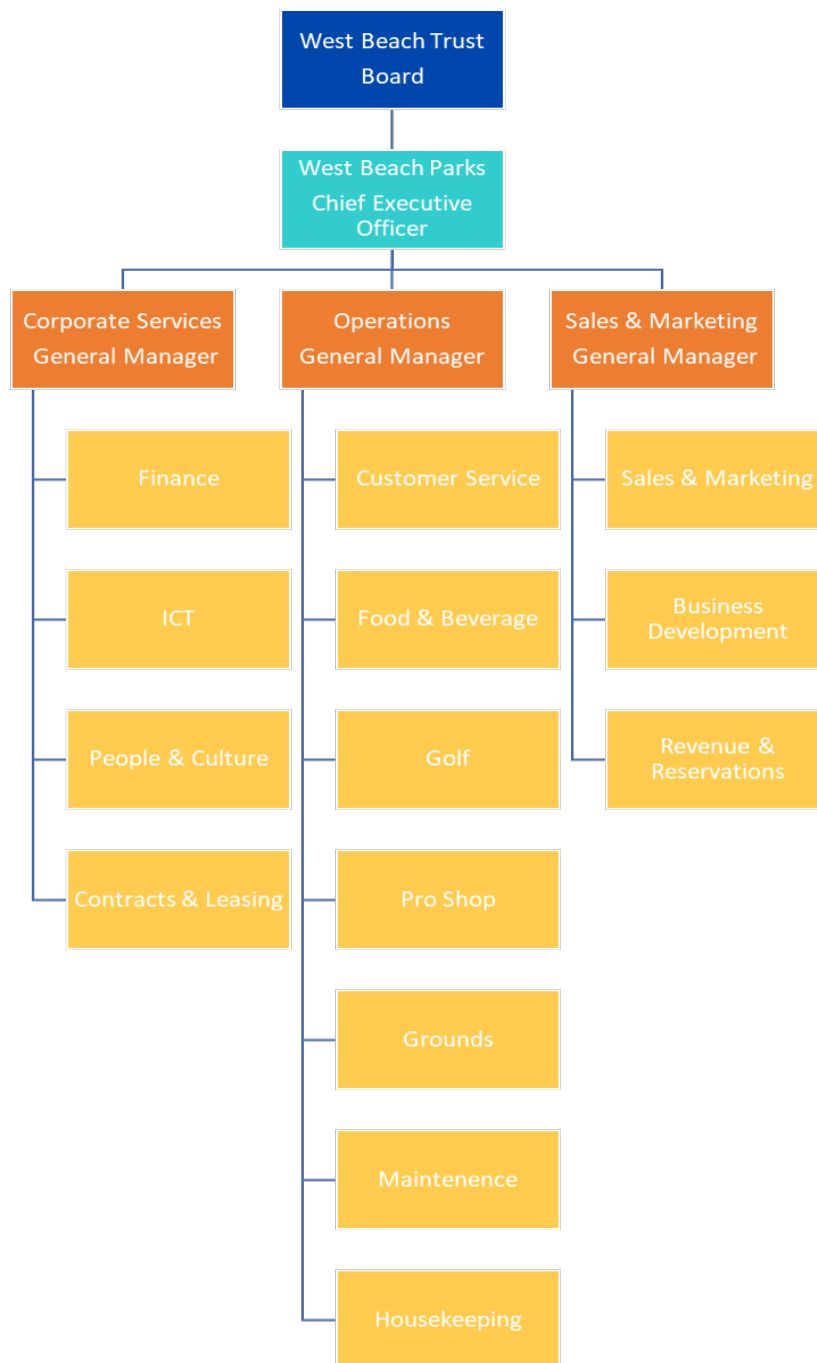 West Beach Trust
Board
West Beach Parks
Chief Executive
Officer
Corporate Services
General Manager
Operations
General Manager
Sales & Marketing
General Manager
Finance
ICT
People & Culture
Contracts & Leasing
Customer Service
Food & Beverage
Golf
Pro Shop
Grounds
Maintenence
Housekeeping
Sales & Marketing
Business
Development
Revenue &
Reservations